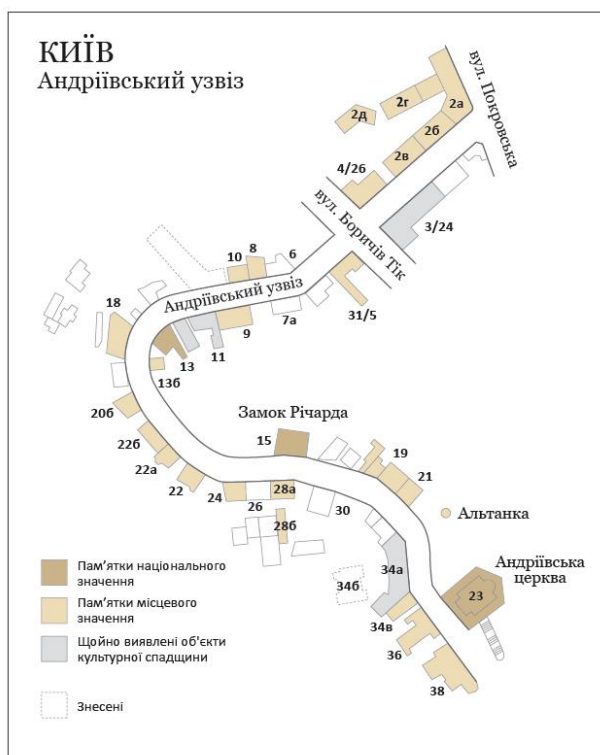 КИЇВ
Андріївський узвіз
вул. Покровська
2а
2г
2д
2б
2в
4/26
вул. Боричів Тік
3/24
8
6
10
Андріївський узвіз
18
7а
31/5
9
11
13
13б
Замок Річарда
20б
15
19
22б
21
22а
28а
22
24
26
30
Альтанка
28б
Андріївська
церква
Пам'ятки національного
значення
34а
34б
23
Пам'ятки місцевого
значення
34в
Щойно виявлені об'єкти
культурної спадщини
36
38
Знесені